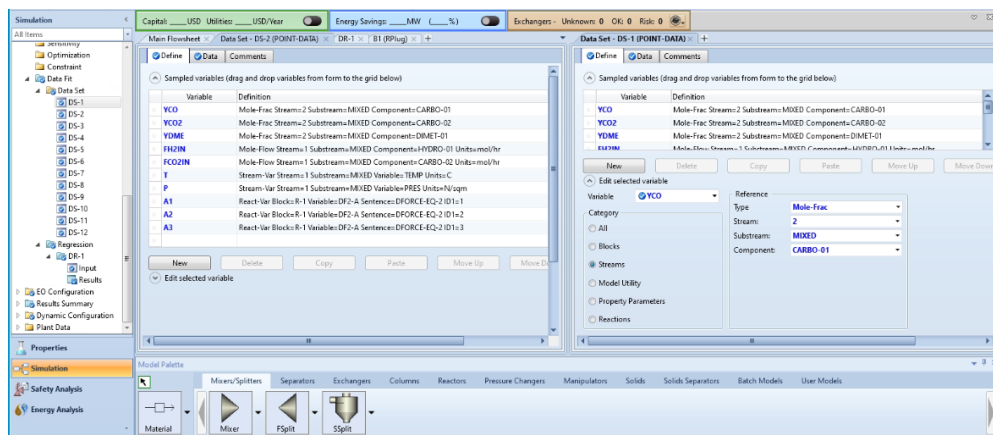 Simulation
Capital: ____USD Utilities: ____USD/Year
Energy Savings: ____MW (____%)
Exchangers - Unknown: 0 OK: 0 Risk: 0
All Items
Main Flowsheet
Data Set - DS-2 (POINT-DATA)
DR-1
B1 (RPlug)
Data Set - DS-1 (POINT-DATA)
Sensitivity
Optimization
Constraint
Data Fit
Data Set
DS-1
DS-2
DS-3
DS-4
DS-5
DS-6
DS-7
DS-8
DS-9
DS-10
DS-11
DS-12
Regression
DR-1
Input
Results
EO Configuration
Results Summary
Dynamic Configuration
Plant Data
Properties
Simulation
Safety Analysis
Energy Analysis
Define Data Comments
Sampled variables (drag and drop variables from form to the grid below)
Variable Definition
YCO Mole-Frac Stream=2 Substream=MIXED Component=CARBO-01
YCO2 Mole-Frac Stream=2 Substream=MIXED Component=CARBO-02
YDME Mole-Frac Stream=2 Substream=MIXED Component=DIMET-01
FH2IN Mole-Flow Stream=1 Substream=MIXED Component=HYDRO-01 Units=mol/hr
FCO2IN Mole-Flow Stream=1 Substream=MIXED Component=CARBO-02 Units=mol/hr
T Stream-Var Stream=1 Substream=MIXED Variable=TEMP Units=C
P Stream-Var Stream=1 Substream=MIXED Variable=PRES Units=N/sqm
A1 React-Var Block=R-1 Variable=DF2-A Sentence=DFORCE-EQ-2 ID1=1
A2 React-Var Block=R-1 Variable=DF2-A Sentence=DFORCE-EQ-2 ID1=2
A3 React-Var Block=R-1 Variable=DF2-A Sentence=DFORCE-EQ-2 ID1=3
New Delete Copy Paste Move Up Move Do
Edit selected variable
Define Data Comments
Sampled variables (drag and drop variables from form to the grid below)
Variable Definition
YCO Mole-Frac Stream=2 Substream=MIXED Component=CARBO-01
YCO2 Mole-Frac Stream=2 Substream=MIXED Component=CARBO-02
YDME Mole-Frac Stream=2 Substream=MIXED Component=DIMET-01
FH2IN Mole-Flow Stream=1 Substream=MIXED Component=HYDRO-01 Units=mol/hr
New Delete Copy Paste Move Up Move Down
Edit selected variable
Variable YCO
Category
All
Blocks
Streams
Model Utility
Property Parameters
Reactions
Reference
Type Mole-Frac
Stream: 2
Substream: MIXED
Component: CARBO-01
Model Palette
Mixers/Splitters Separators Exchangers Columns Reactors Pressure Changers Manipulators Solids Solids Separators Batch Models User Models
Material Mixer FSplit SSplit